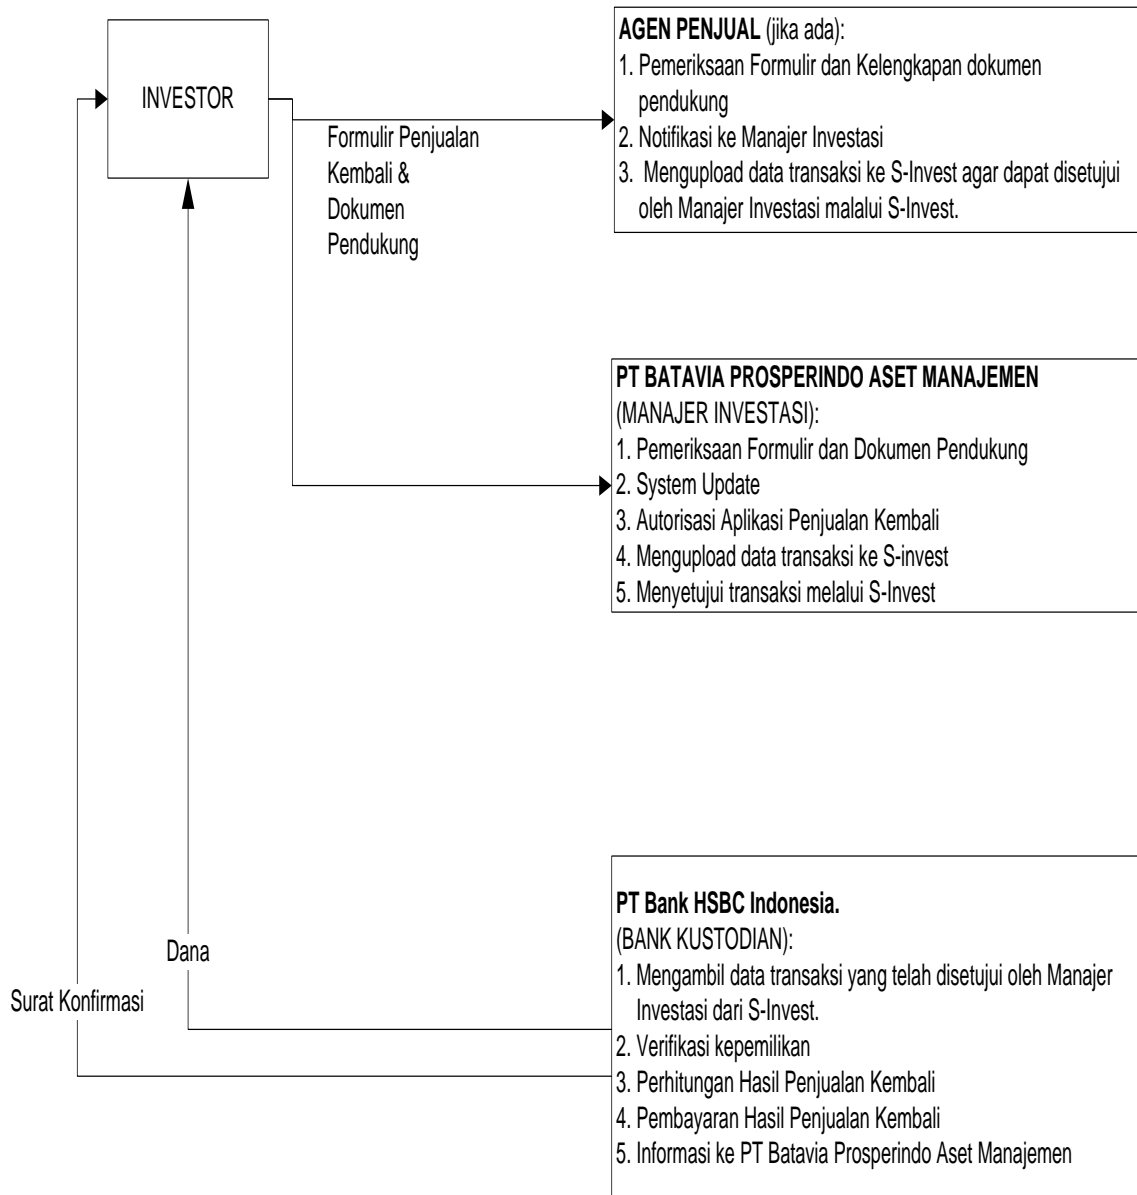 INVESTOR
Formulir Penjualan
Kembali &
Dokumen
Pendukung
AGEN PENJUAL (jika ada):
1. Pemeriksaan Formulir dan Kelengkapan dokumen
pendukung
2. Notifikasi ke Manajer Investasi
3. Mengupload data transaksi ke S-Invest agar dapat disetujui
oleh Manajer Investasi malalui S-Invest.
PT BATAVIA PROSPERINDO ASET MANAJEMEN
(MANAJER INVESTASI):
1. Pemeriksaan Formulir dan Dokumen Pendukung
2. System Update
3. Autorisasi Aplikasi Penjualan Kembali
4. Mengupload data transaksi ke S-invest
5. Menyetujui transaksi melalui S-Invest
Dana
Surat Konfirmasi
PT Bank HSBC Indonesia.
(BANK KUSTODIAN):
1. Mengambil data transaksi yang telah disetujui oleh Manajer
Investasi dari S-Invest.
2. Verifikasi kepemilikan
3. Perhitungan Hasil Penjualan Kembali
4. Pembayaran Hasil Penjualan Kembali
5. Informasi ke PT Batavia Prosperindo Aset Manajemen